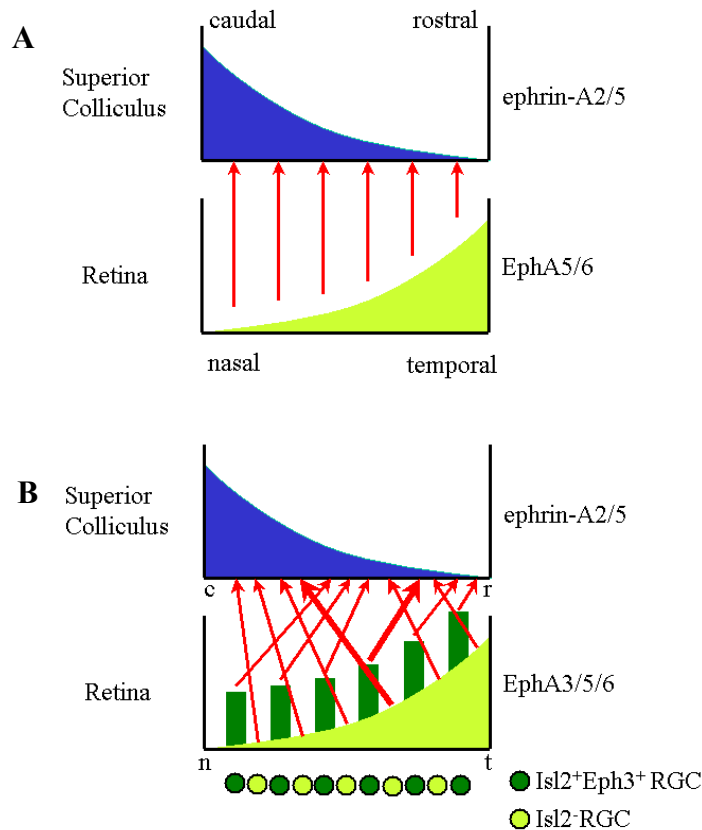 A
caudal
rostral
Superior
Colliculus
ephrin-A2/5
Retina
EphA5/6
nasal
temporal
B
Superior
Colliculus
ephrin-A2/5
c
r
Retina
EphA3/5/6
n
t
Isl2⁺Eph3⁺ RGC
Isl2⁻RGC